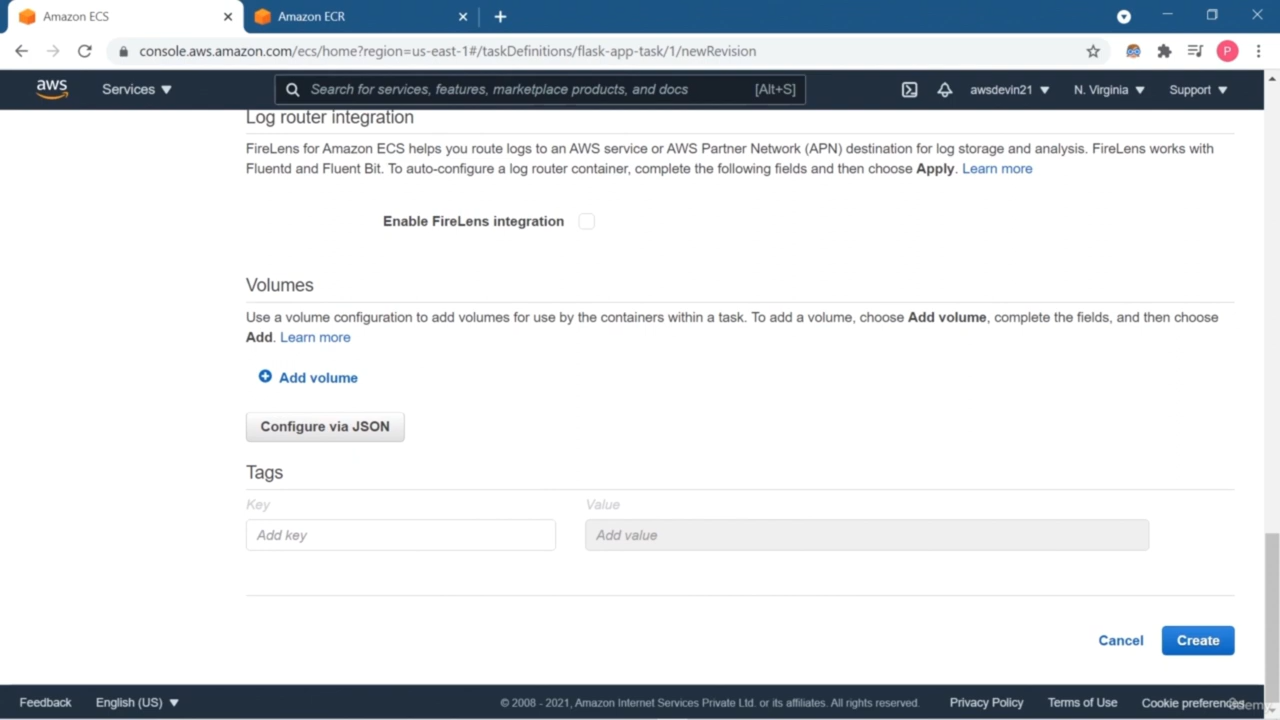 Amazon ECS
Amazon ECR
console.aws.amazon.com/ecs/home?region=us-east-1#/taskDefinitions/flask-app-task/1/newRevision
P
aws
Services
Search for services, features, marketplace products, and docs
[Alt+S]
awsdevin21
N. Virginia
Support
Log router integration
FireLens for Amazon ECS helps you route logs to an AWS service or AWS Partner Network (APN) destination for log storage and analysis. FireLens works with
Fluentd and Fluent Bit. To auto-configure a log router container, complete the following fields and then choose Apply. Learn more
Enable FireLens integration
Volumes
Use a volume configuration to add volumes for use by the containers within a task. To add a volume, choose Add volume, complete the fields, and then choose
Add. Learn more
Add volume
Configure via JSON
Tags
Key
Value
Add key
Add value
Cancel
Create
Feedback
English (US)
© 2008 - 2021, Amazon Internet Services Private Ltd. or its affiliates. All rights reserved.
Privacy Policy
Terms of Use
Cookie preferences
Udemy